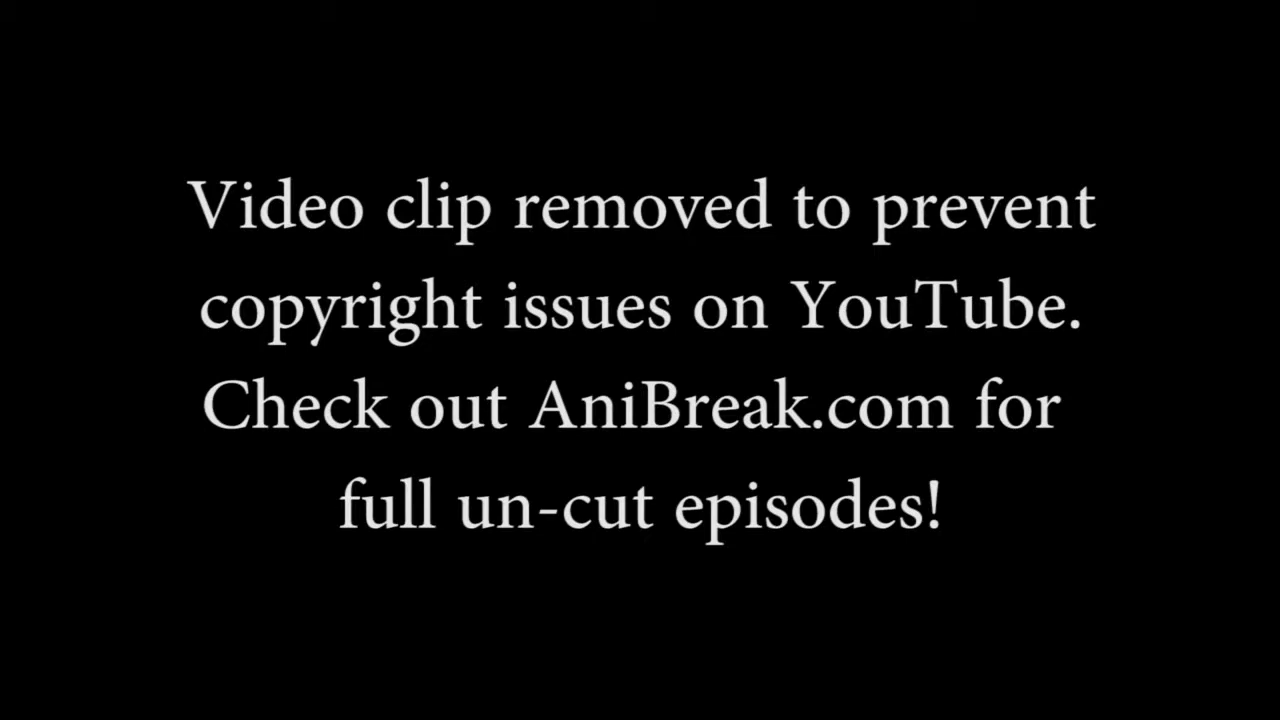 Video clip removed to prevent
copyright issues on YouTube.
Check out AniBreak.com for
full un-cut episodes!